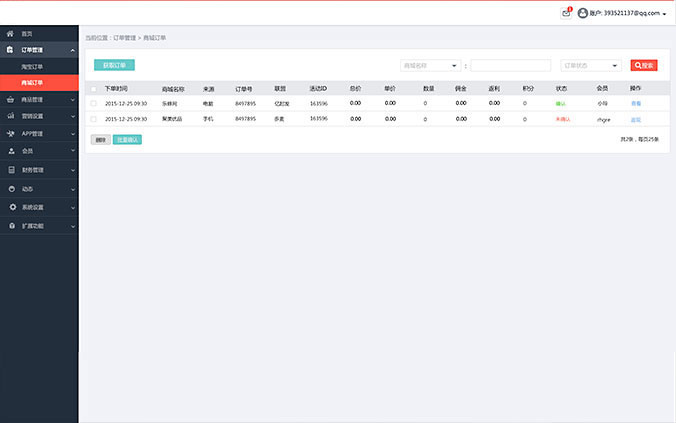 1
账户: 393521137@qq.com
首页
订单管理
淘宝订单
商城订单
商品管理
营销设置
APP管理
会员
财务管理
动态
系统设置
扩展功能
当前位置：订单管理 > 商城订单
获取订单 商城名称 : 订单状态 搜索
下单时间 商城名称 来源 订单号 联盟 活动ID 总价 单价 数量 佣金 返利 积分 状态 会员 操作
2015-12-25 09:30 乐蜂网 电脑 8497895 亿起发 163596 0.00 0.00 0 0.00 0.00 0 确认 小玲 查看
2015-12-25 09:30 聚美优品 手机 8497895 多麦 163596 0.00 0.00 0 0.00 0.00 0 未确认 rhgre
删除 批量确认 共2条，每页25条